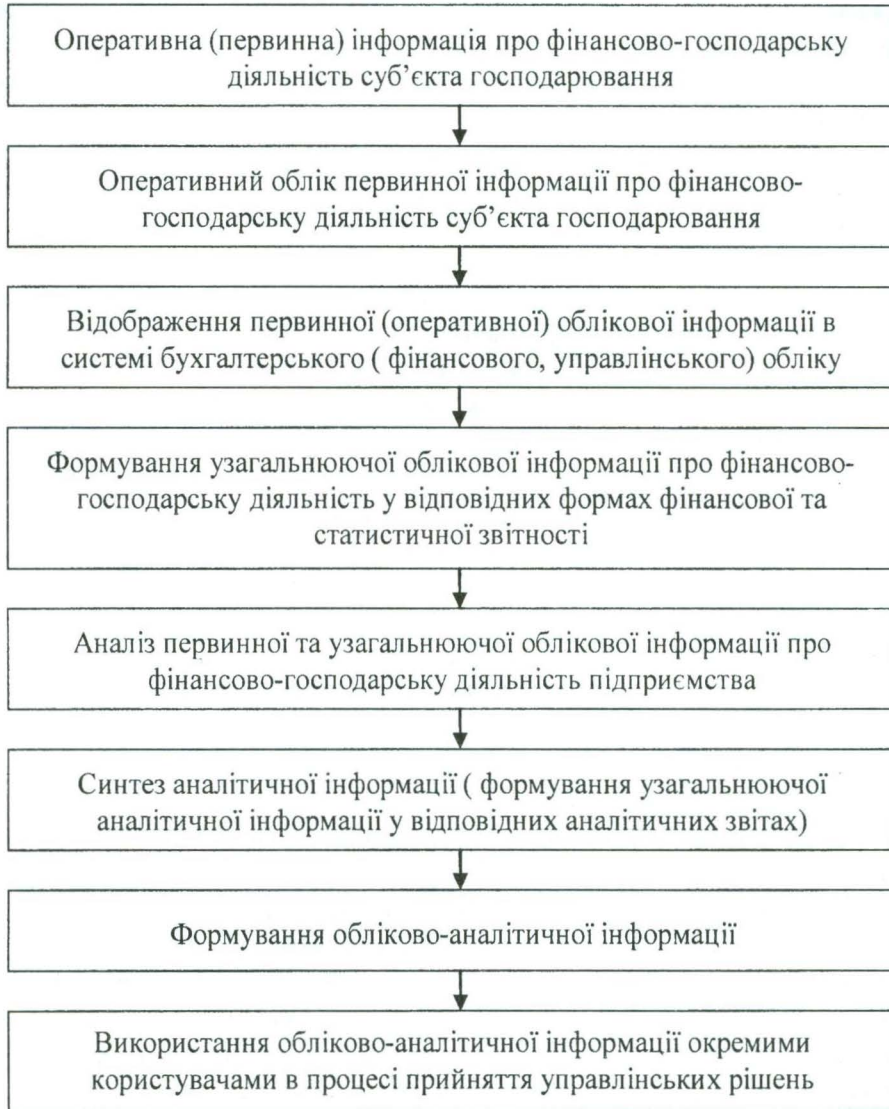 Оперативна (первинна) інформація про фінансово-господарську
діяльність суб’єкта господарювання
Оперативний облік первинної інформації про фінансово-
господарську діяльність суб’єкта господарювання
Відображення первинної (оперативної) облікової інформації в
системі бухгалтерського ( фінансового, управлінського) обліку
Формування узагальнюючої облікової інформації про фінансово-
господарську діяльність у відповідних формах фінансової та
статистичної звітності
Аналіз первинної та узагальнюючої облікової інформації про
фінансово-господарську діяльність підприємства
Синтез аналітичної інформації ( формування узагальнюючої
аналітичної інформації у відповідних аналітичних звітах)
Формування обліково-аналітичної інформації
Використання обліково-аналітичної інформації окремими
користувачами в процесі прийняття управлінських рішень